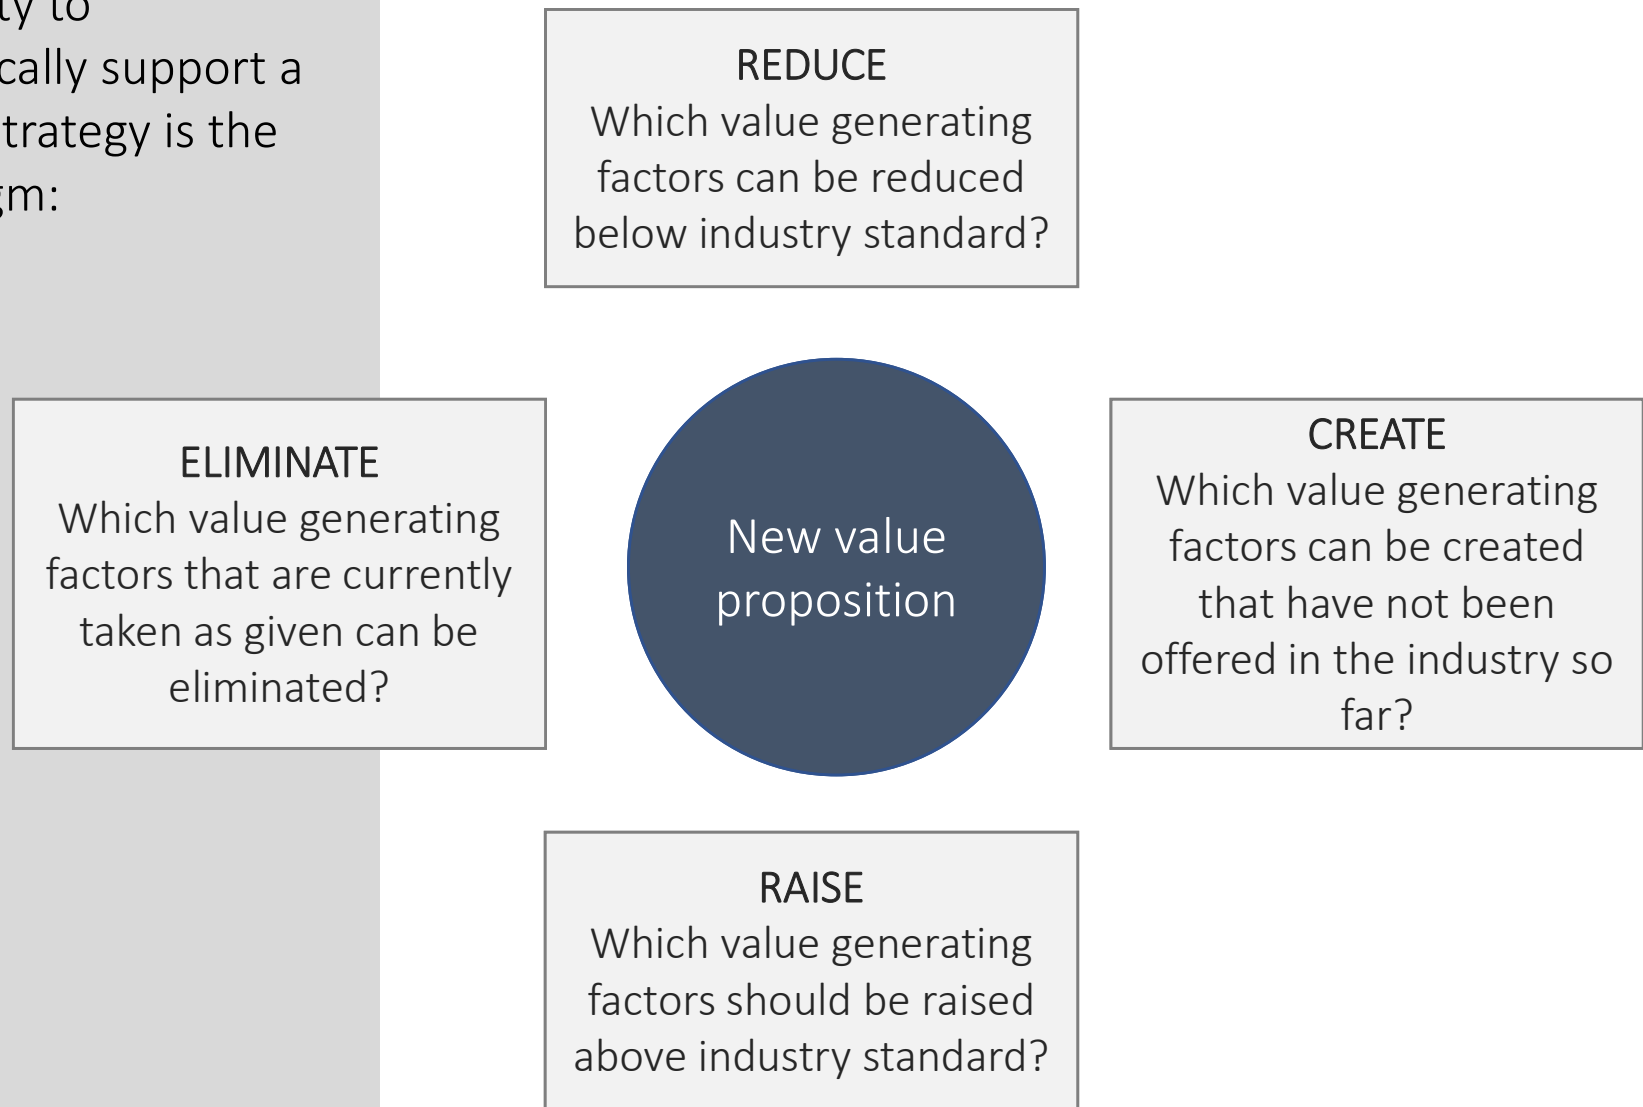 ty to
cally support a
trategy is the
gm:
REDUCE
Which value generating
factors can be reduced
below industry standard?
ELIMINATE
Which value generating
factors that are currently
taken as given can be
eliminated?
New value
proposition
CREATE
Which value generating
factors can be created
that have not been
offered in the industry so
far?
RAISE
Which value generating
factors should be raised
above industry standard?